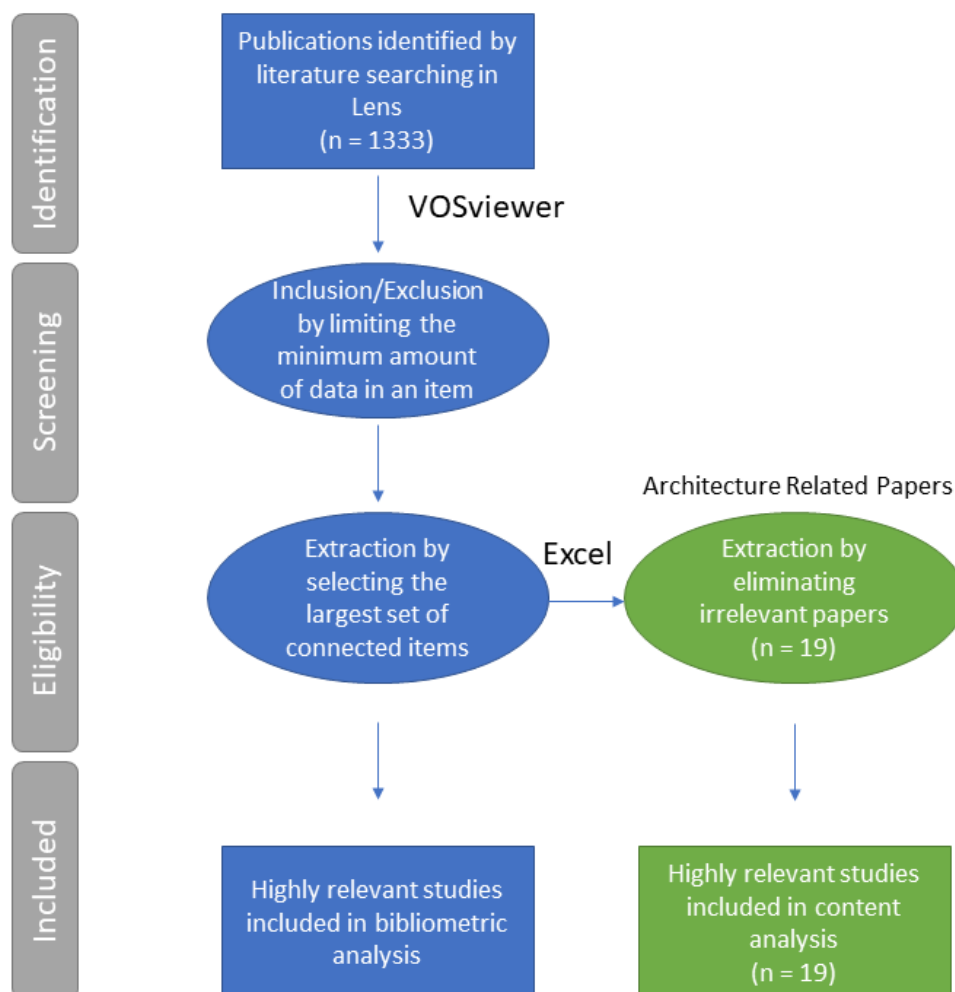 Identification
Publications identified by
literature searching in
Lens
(n = 1333)
VOSviewer
Screening
Inclusion/Exclusion
by limiting the
minimum amount
of data in an item
Architecture Related Papers
Eligibility
Extraction by
selecting the
largest set of
connected items
Excel
Extraction by
eliminating
irrelevant papers
(n = 19)
Included
Highly relevant studies
included in bibliometric
analysis
Highly relevant studies
included in content
analysis
(n = 19)